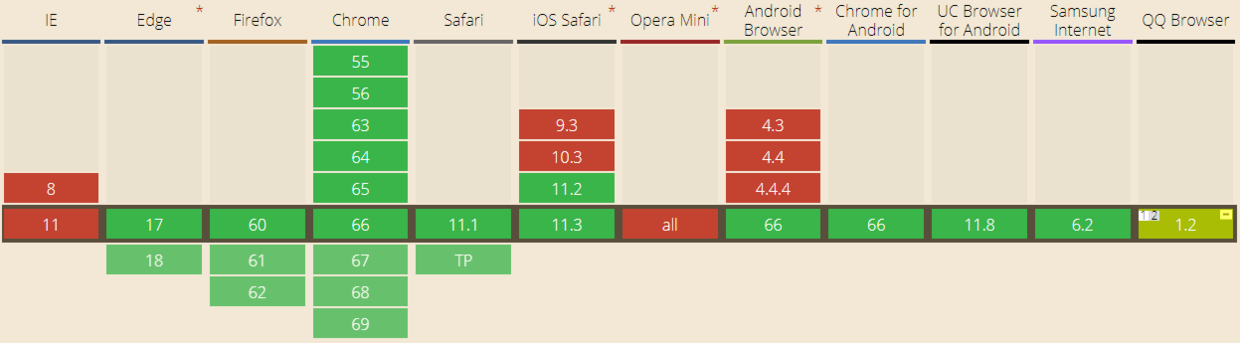 IE Edge * Firefox Chrome Safari iOS Safari * Opera Mini * Android Browser * Chrome for Android UC Browser for Android Samsung Internet QQ Browser
55
56
63 9.3 4.3
64 10.3 4.4
8 65 11.2 4.4.4
11 17 60 66 11.1 11.3 all 66 66 11.8 6.2 1 2 1.2 -
18 61 67 TP
62 68
69